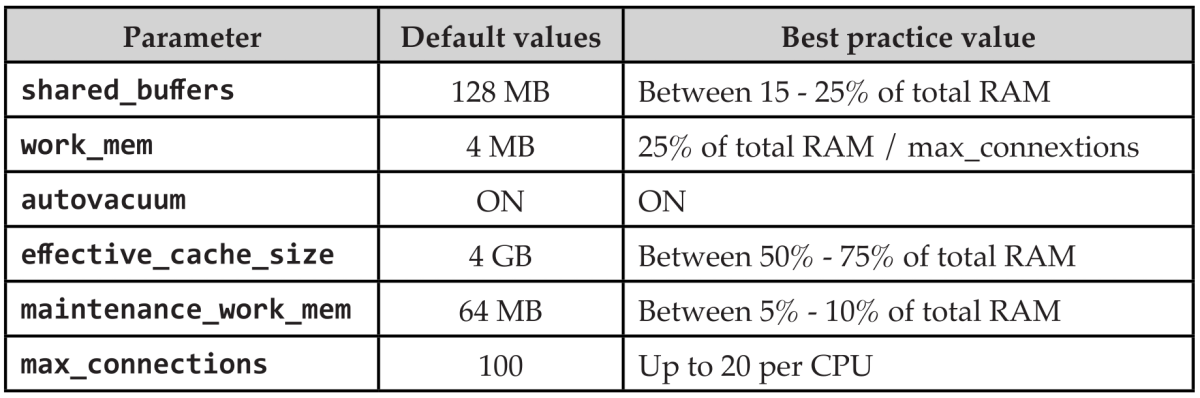 Parameter Default values Best practice value
shared_buffers 128 MB Between 15 - 25% of total RAM
work_mem 4 MB 25% of total RAM / max_connextions
autovacuum ON ON
effective_cache_size 4 GB Between 50% - 75% of total RAM
maintenance_work_mem 64 MB Between 5% - 10% of total RAM
max_connections 100 Up to 20 per CPU